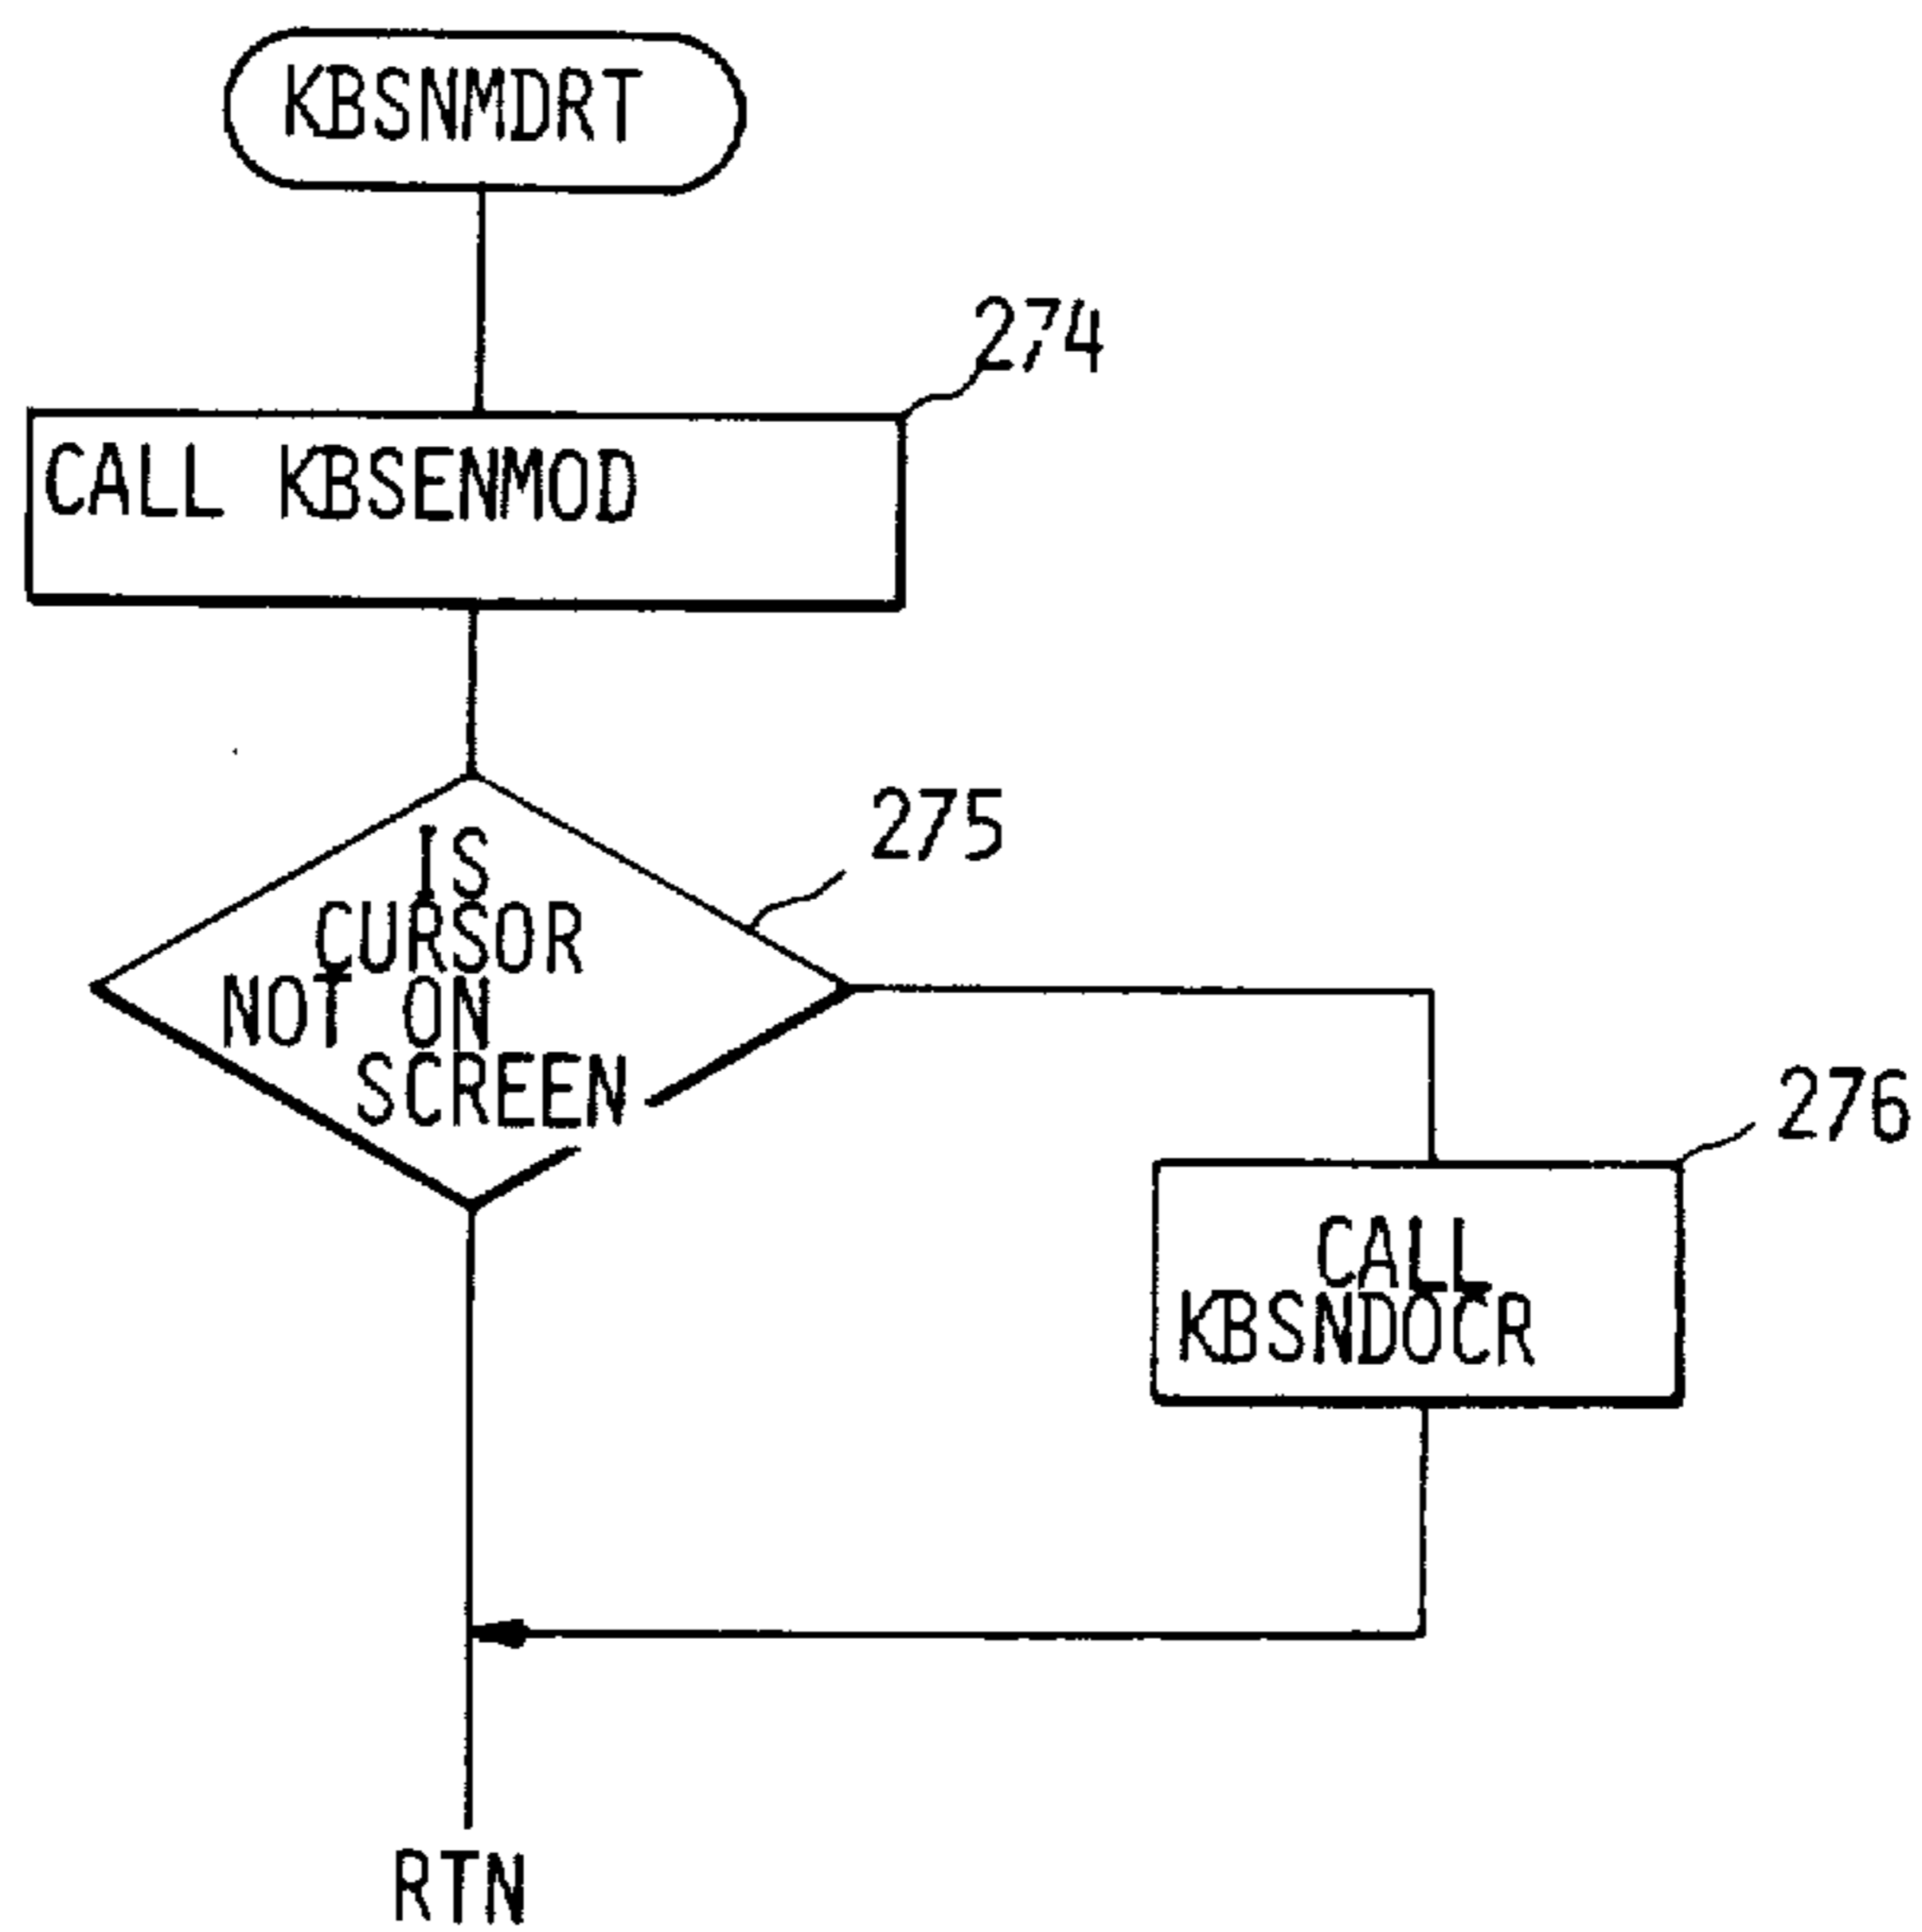 KBSNMDRT
274
CALL KBSENMOD
275
IS
CURSOR
NOT ON
SCREEN
276
CALL
KBSNDOCR
RTN